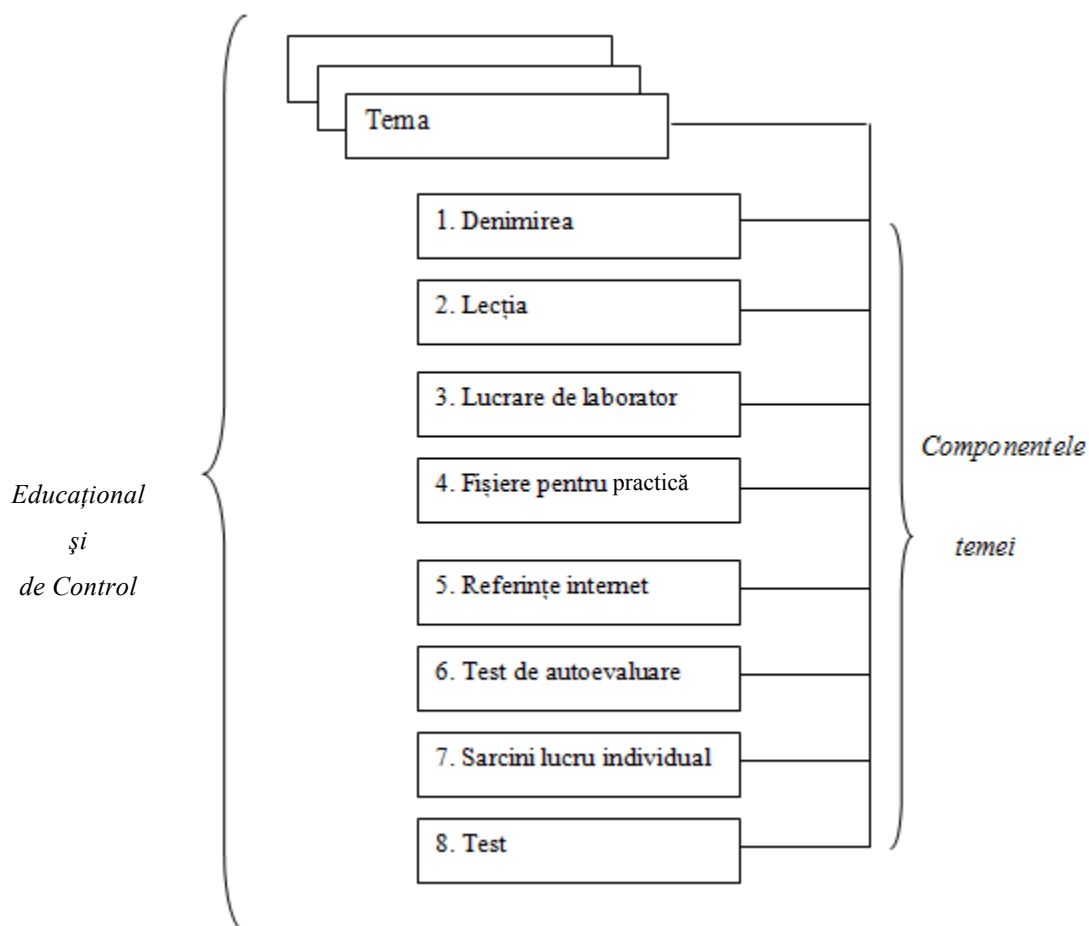 Tema
1. Denimirea
2. Lecția
3. Lucrare de laborator
4. Fișiere pentru practică
5. Referințe internet
6. Test de autoevaluare
7. Sarcini lucru individual
8. Test
Educațional
şi
de Control
Componentele
temei